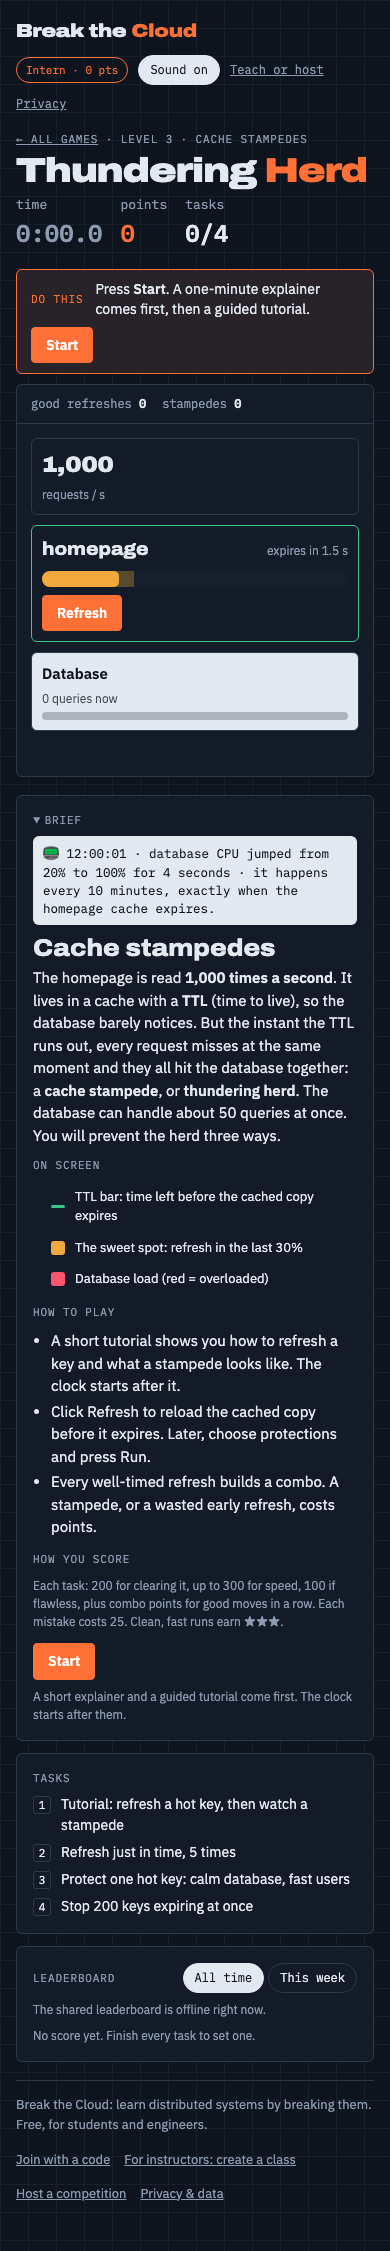 Break the Cloud
Intern · 0 pts
Sound on
Teach or host
Privacy
← ALL GAMES · LEVEL 3 · CACHE STAMPEDES
Thundering Herd
time points tasks
0:00.0 0 0/4
DO THIS
Press Start. A one-minute explainer
comes first, then a guided tutorial.
Start
good refreshes 0 stampedes 0
1,000
requests / s
homepage
expires in 1.5 s
Refresh
Database
0 queries now
▼ BRIEF
12:00:01 · database CPU jumped from
20% to 100% for 4 seconds · it happens
every 10 minutes, exactly when the
homepage cache expires.
Cache stampedes
The homepage is read 1,000 times a second. It
lives in a cache with a TTL (time to live), so the
database barely notices. But the instant the TTL
runs out, every request misses at the same
moment and they all hit the database together:
a cache stampede, or thundering herd. The
database can handle about 50 queries at once.
You will prevent the herd three ways.
ON SCREEN
TTL bar: time left before the cached copy
expires
The sweet spot: refresh in the last 30%
Database load (red = overloaded)
HOW TO PLAY
• A short tutorial shows you how to refresh a
key and what a stampede looks like. The
clock starts after it.
• Click Refresh to reload the cached copy
before it expires. Later, choose protections
and press Run.
• Every well-timed refresh builds a combo. A
stampede, or a wasted early refresh, costs
points.
HOW YOU SCORE
Each task: 200 for clearing it, up to 300 for speed, 100 if
flawless, plus combo points for good moves in a row. Each
mistake costs 25. Clean, fast runs earn ★★★.
Start
A short explainer and a guided tutorial come first. The clock
starts after them.
TASKS
1 Tutorial: refresh a hot key, then watch a
stampede
2 Refresh just in time, 5 times
3 Protect one hot key: calm database, fast users
4 Stop 200 keys expiring at once
LEADERBOARD
All time
This week
The shared leaderboard is offline right now.
No score yet. Finish every task to set one.
Break the Cloud: learn distributed systems by breaking them.
Free, for students and engineers.
Join with a code For instructors: create a class
Host a competition Privacy & data